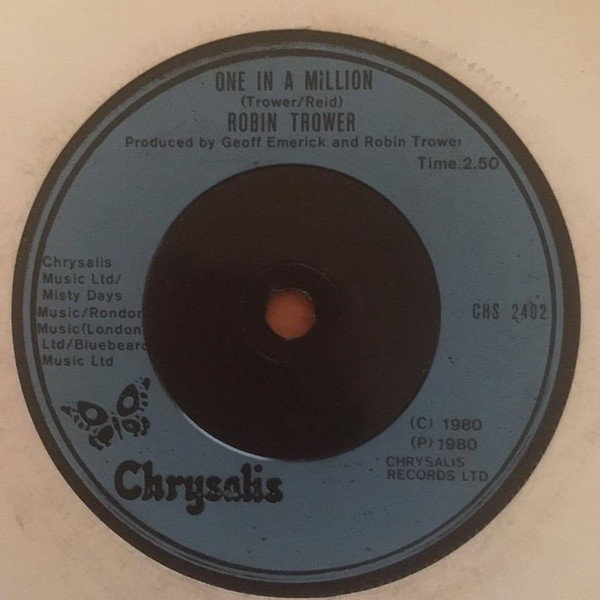 ONE IN A MiLLION
(Trower/Reid)
ROBIN TROWER
Produced by Geoff Emerick and Robin Trower
Time.2.50
Chrysalis
Music Ltd/
Misty Days
Music/Rondor
Music(London
Ltd/Bluebeard
Music Ltd
CHS 2402
(C) 1980
(P) 1980
CHRYSALIS
RECORDS LTD
Chrysalis